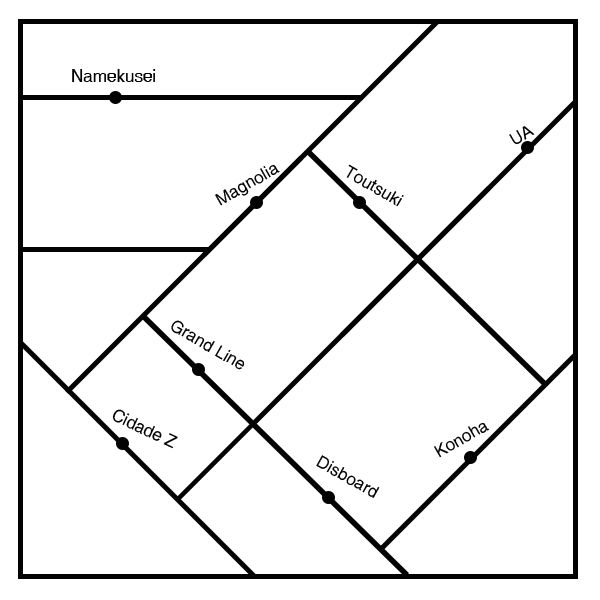 Namekusei
UA
Magnolia
Toutsuki
Grand Line
Cidade Z
Konoha
Disboard